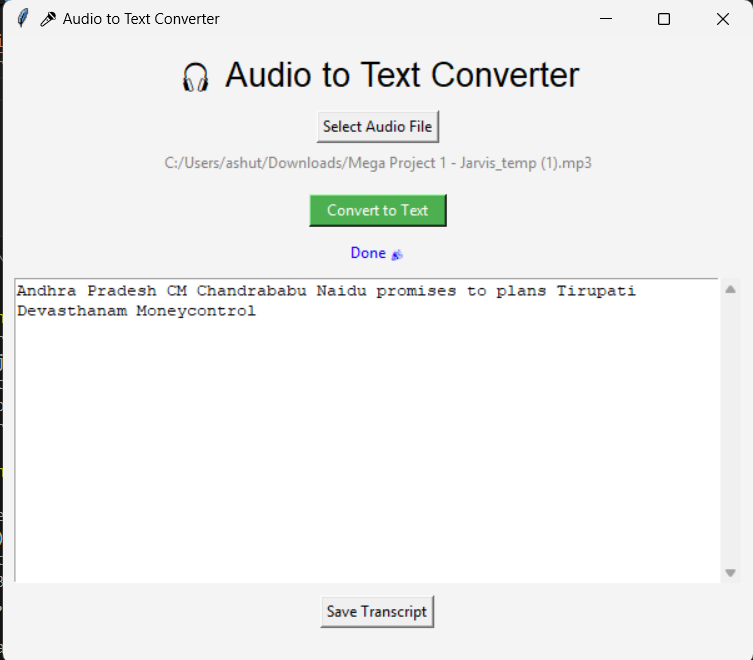 Audio to Text Converter
Audio to Text Converter
Select Audio File
C:/Users/ashut/Downloads/Mega Project 1 - Jarvis_temp (1).mp3
Convert to Text
Done
Andhra Pradesh CM Chandrababu Naidu promises to plans Tirupati
Devasthanam Moneycontrol
Save Transcript